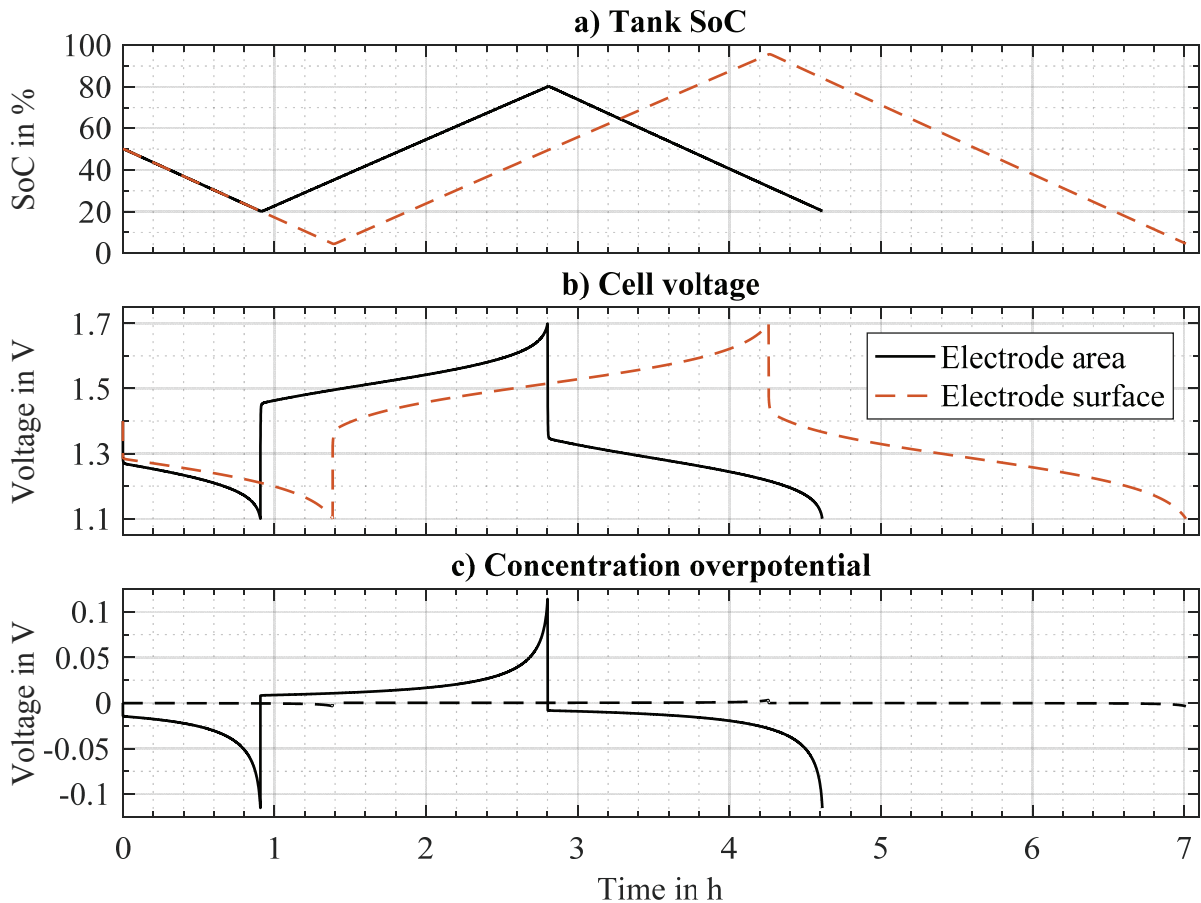 a) Tank SoC
100
80
60
40
20
0
SoC in %
b) Cell voltage
1.7
1.5
1.3
1.1
Voltage in V
Electrode area
Electrode surface
c) Concentration overpotential
0.1
0.05
0
-0.05
-0.1
Voltage in V
0 1 2 3 4 5 6 7
Time in h